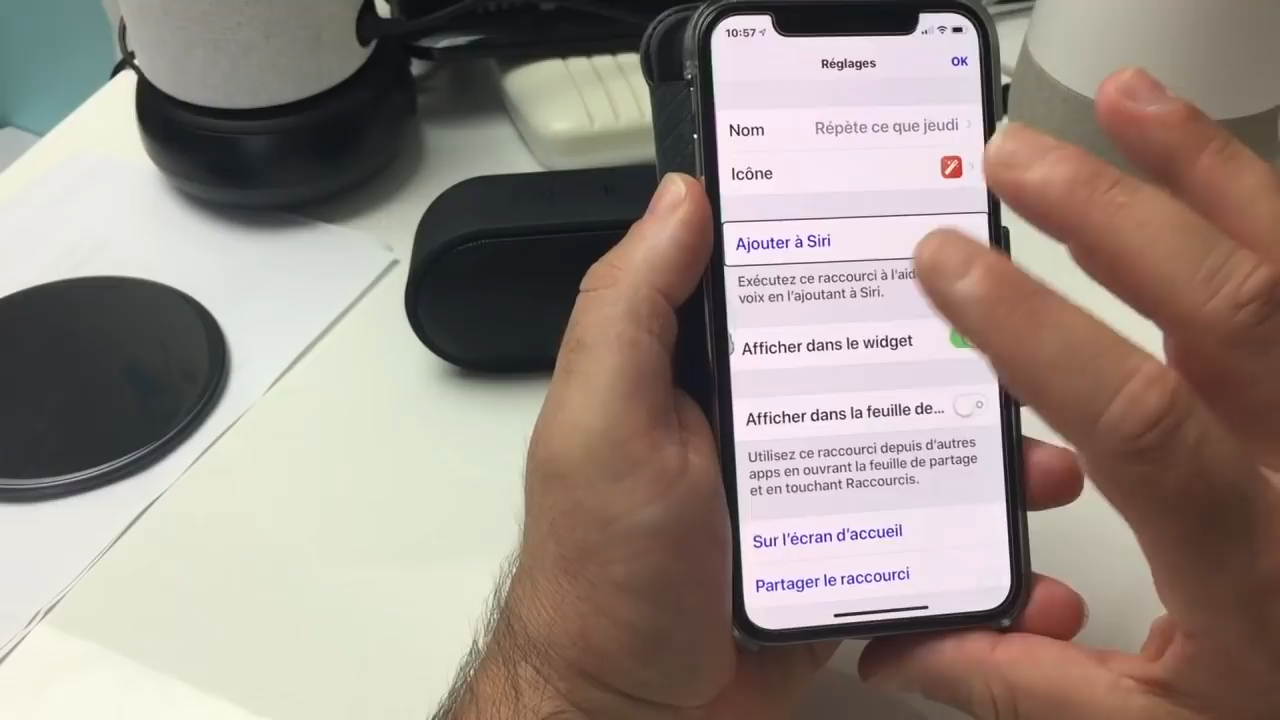 10:57
Réglages
OK
Nom
Répète ce que jeudi
Icône
Ajouter à Siri
Exécutez ce raccourci à l'aid
voix en l'ajoutant à Siri.
Afficher dans le widget
Afficher dans la feuille de...
Utilisez ce raccourci depuis d'autres
apps en ouvrant la feuille de partage
et en touchant Raccourcis.
Sur l'écran d'accueil
Partager le raccourci